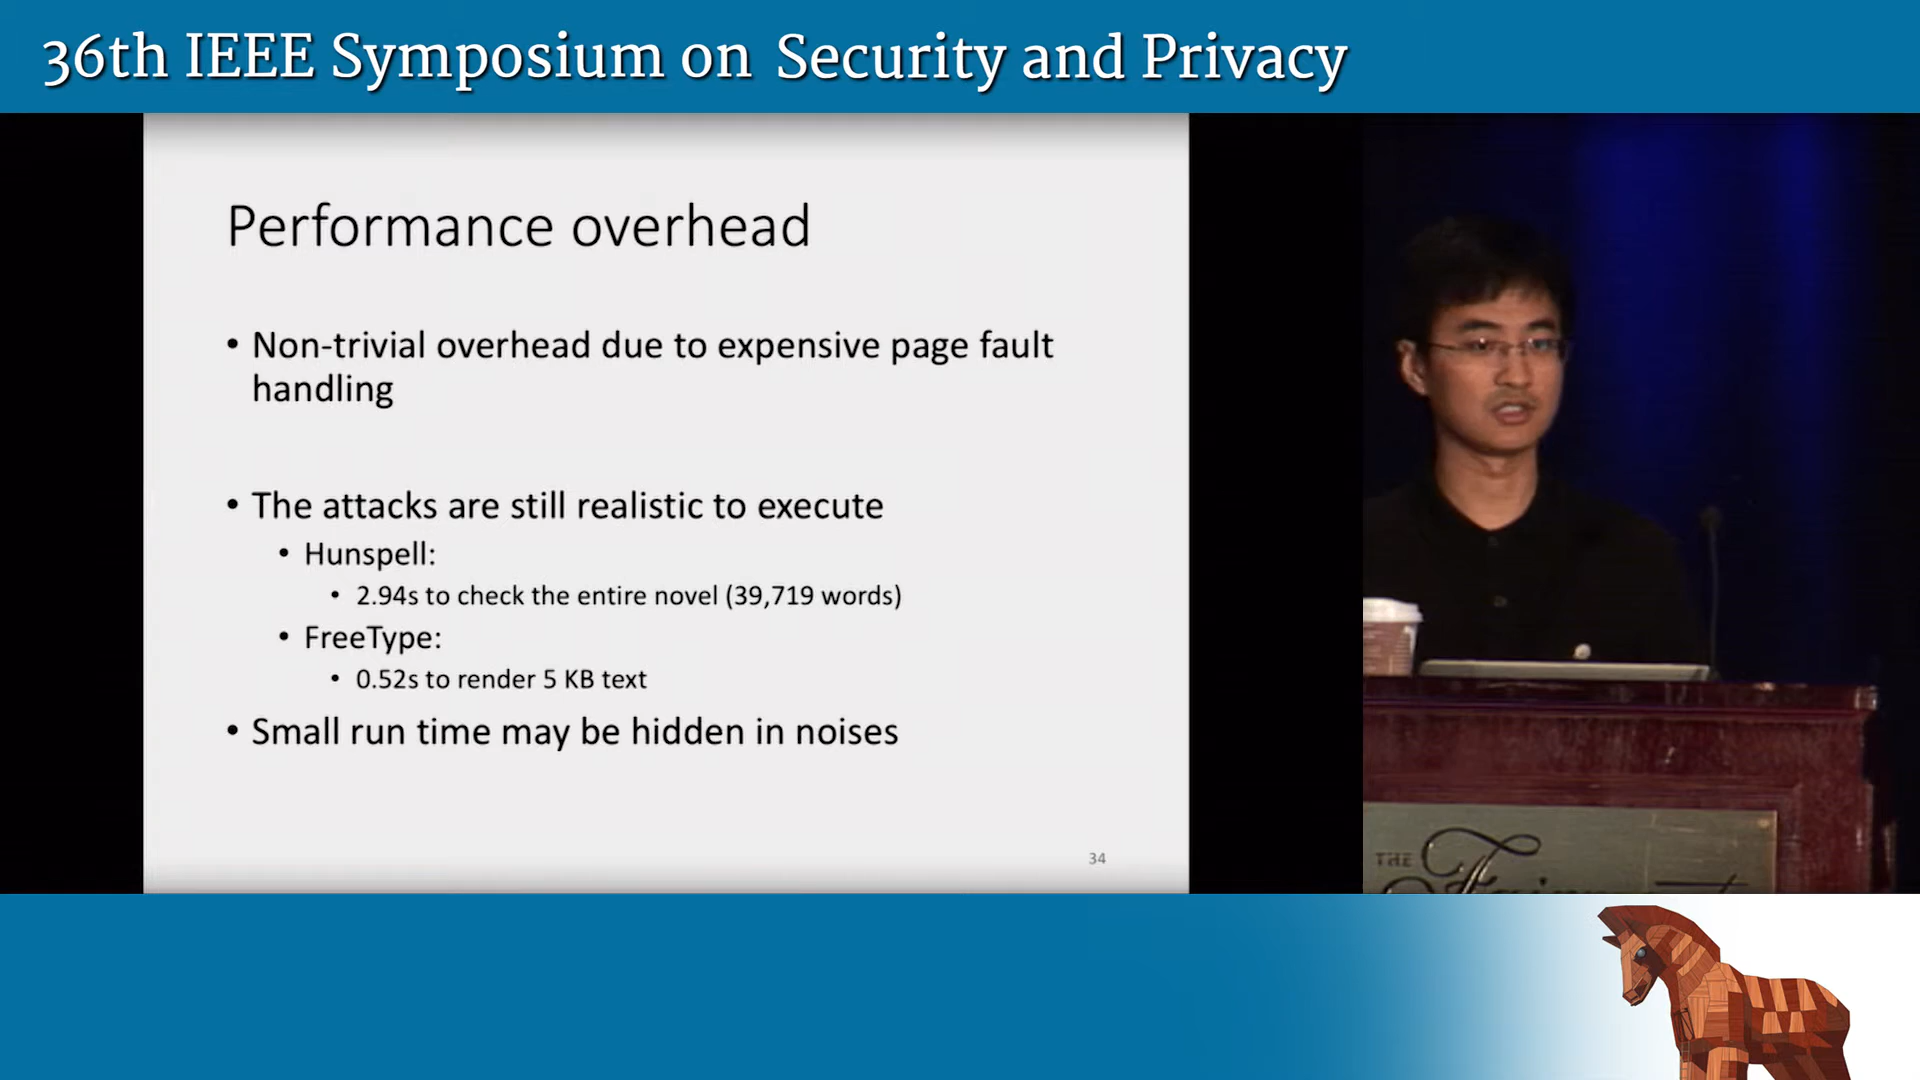 36th IEEE Symposium on Security and Privacy
Performance overhead
• Non-trivial overhead due to expensive page fault
handling
• The attacks are still realistic to execute
• Hunspell:
• 2.94s to check the entire novel (39,719 words)
• FreeType:
• 0.52s to render 5 KB text
• Small run time may be hidden in noises
34
THE